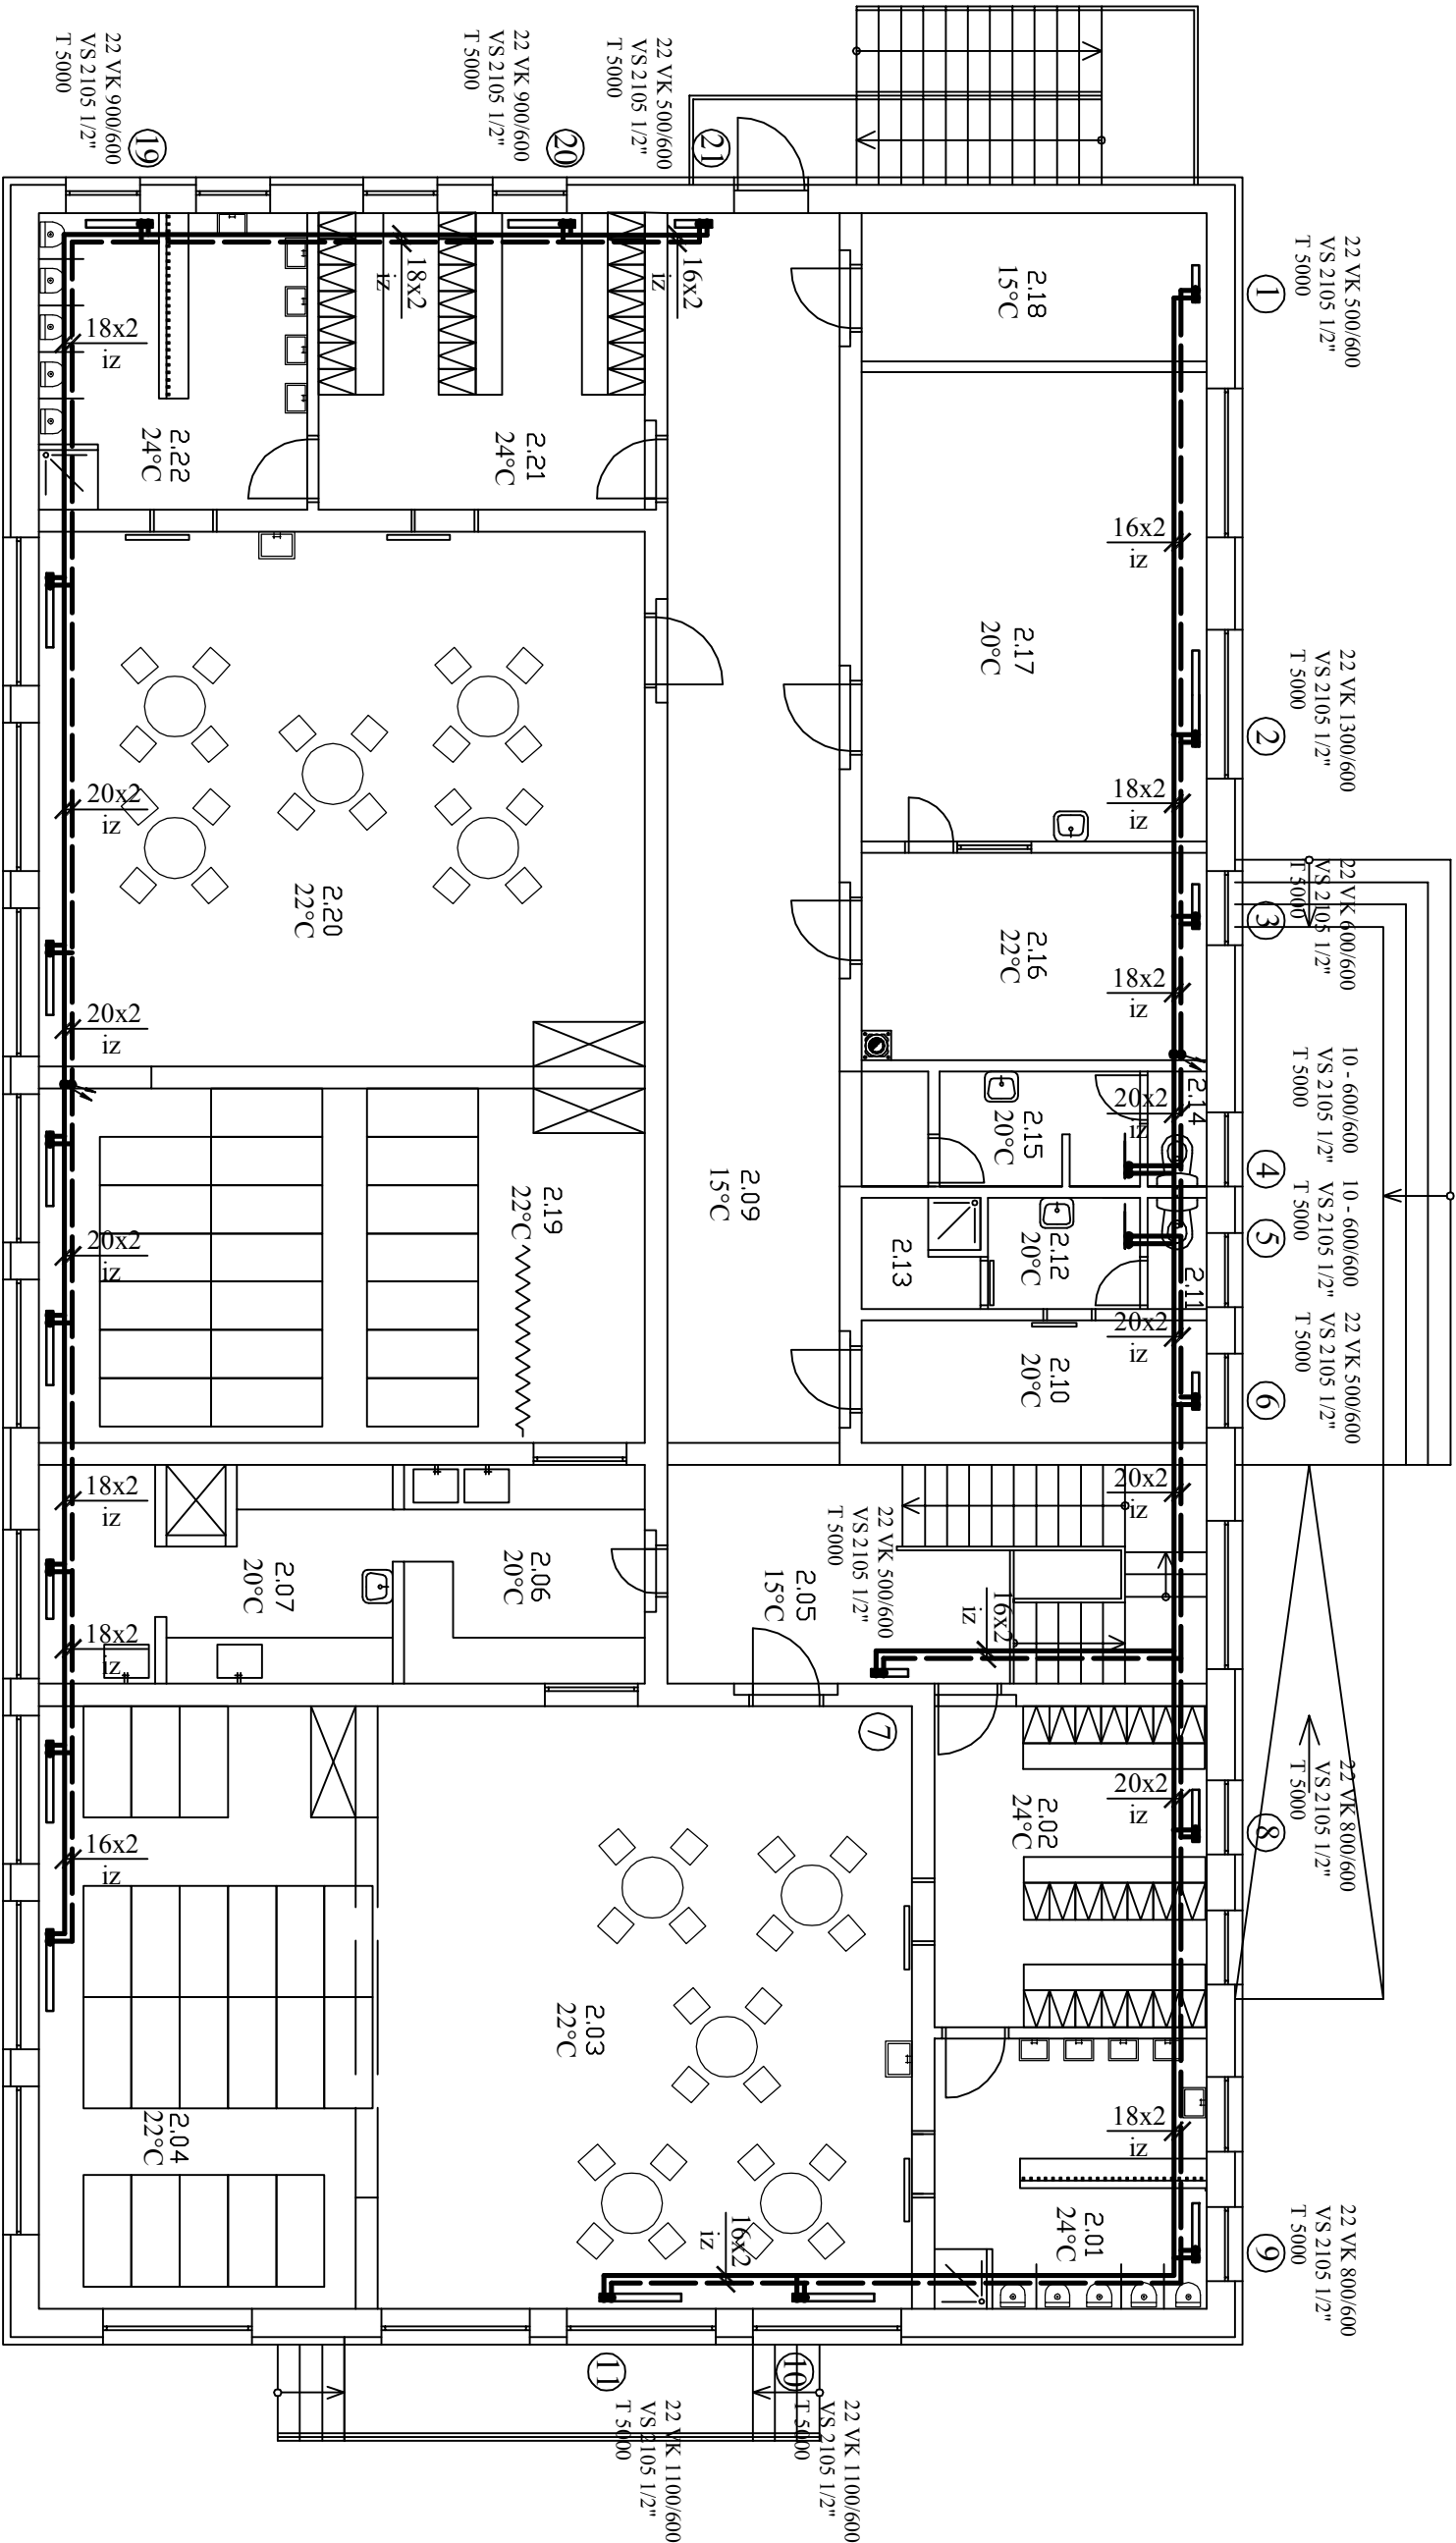 22 VK 500/600
VS 2105 1/2"
T 5000
1
22 VK 1300/600
VS 2105 1/2"
T 5000
2
22 VK 600/600
VS 2105 1/2"
T 5000
3
10 - 600/600
VS 2105 1/2"
T 5000
4
10 - 600/600
VS 2105 1/2"
T 5000
5
22 VK 500/600
VS 2105 1/2"
T 5000
6
22 VK 800/600
VS 2105 1/2"
T 5000
8
22 VK 800/600
VS 2105 1/2"
T 5000
9
22 VK 1100/600
VS 2105 1/2"
T 5000
10
22 VK 1100/600
VS 2105 1/2"
T 5000
11
22 VK 500/600
VS 2105 1/2"
T 5000
7
22 VK 500/600
VS 2105 1/2"
T 5000
21
22 VK 900/600
VS 2105 1/2"
T 5000
20
22 VK 900/600
VS 2105 1/2"
T 5000
19
2.18
15°C
2.17
20°C
2.16
22°C
2.14
2.15
20°C
2.12
20°C
2.13
2.11
2.10
20°C
2.09
15°C
2.05
15°C
2.02
24°C
2.01
24°C
2.22
24°C
2.21
24°C
2.20
22°C
2.19
22°C
2.07
20°C
2.06
20°C
2.03
22°C
2.04
22°C
16x2
iz
18x2
iz
18x2
iz
20x2
iz
20x2
iz
20x2
iz
16x2
iz
20x2
iz
18x2
iz
16x2
iz
16x2
iz
18x2
iz
18x2
iz
20x2
iz
20x2
iz
20x2
iz
18x2
iz
18x2
iz
16x2
iz